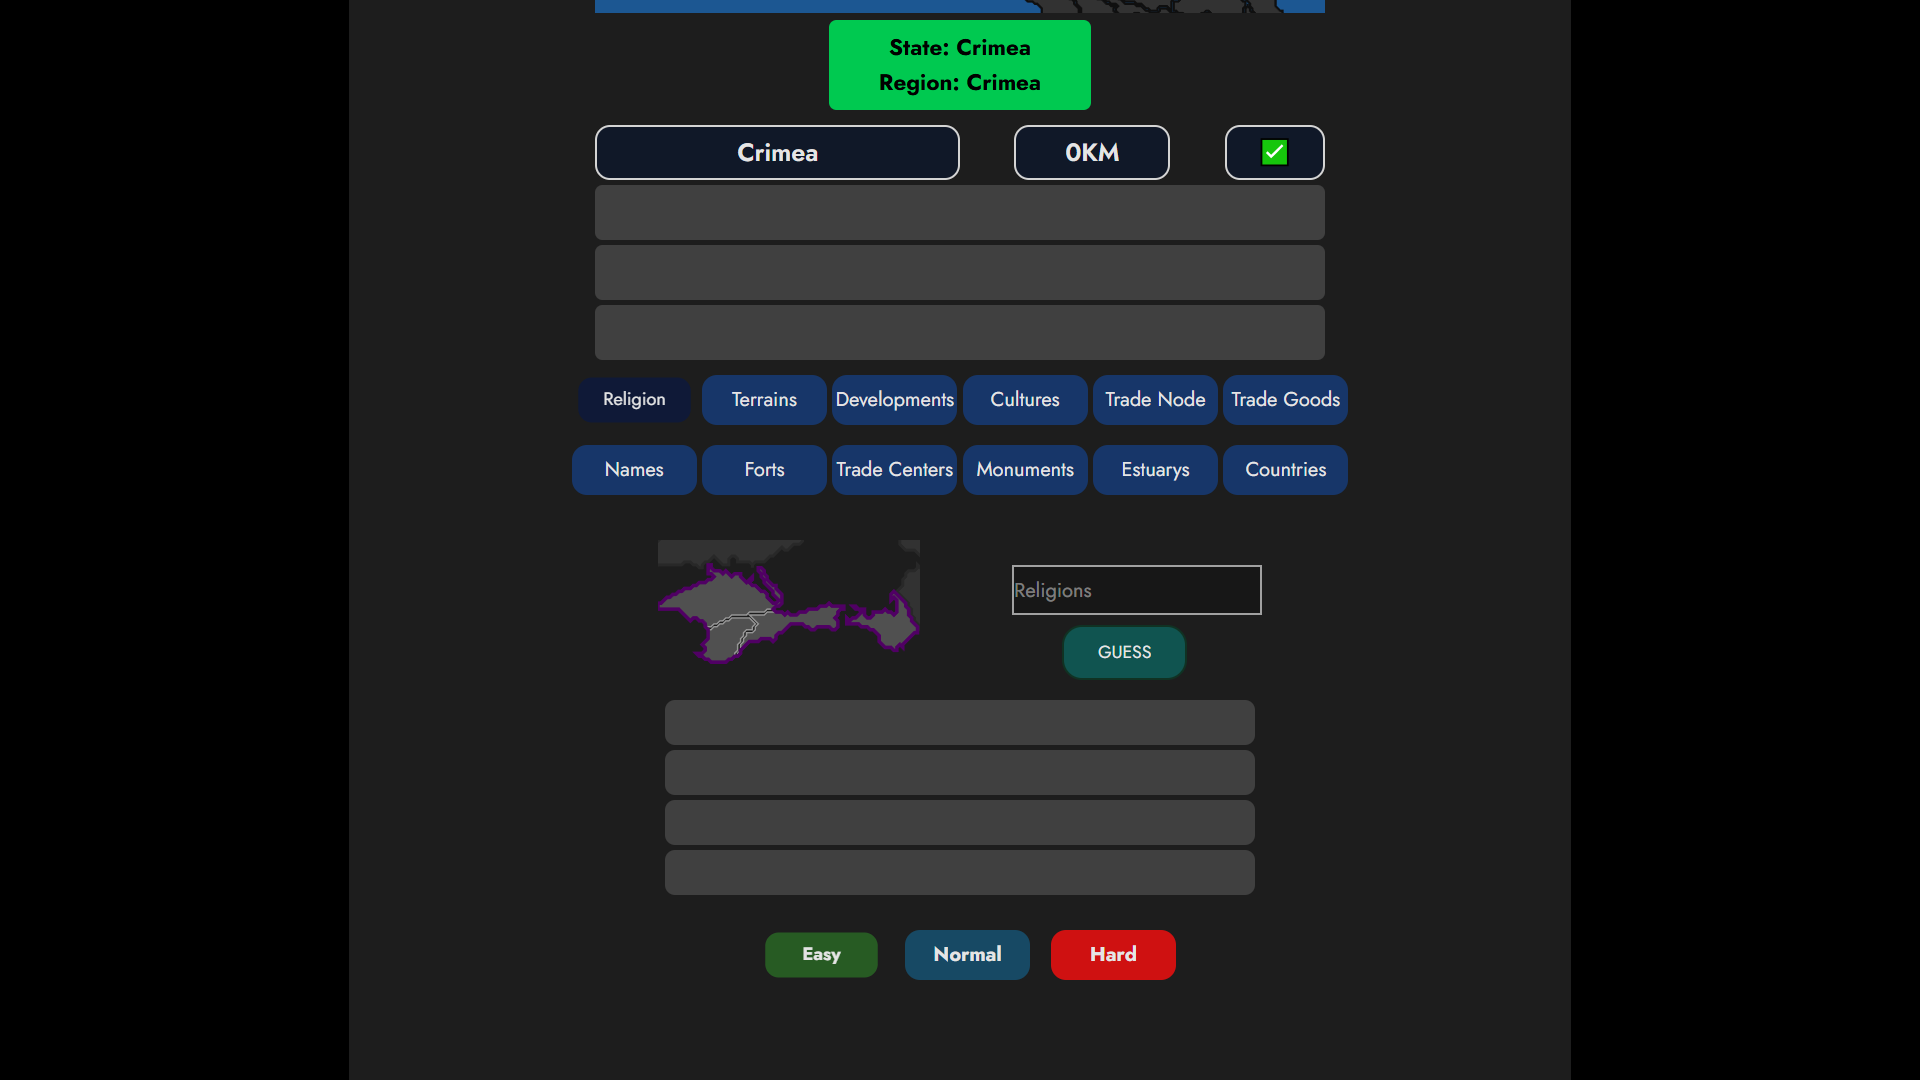 State: Crimea
Region: Crimea
Crimea
0KM
Religion
Terrains
Developments
Cultures
Trade Node
Trade Goods
Names
Forts
Trade Centers
Monuments
Estuarys
Countries
Religions
GUESS
Easy
Normal
Hard